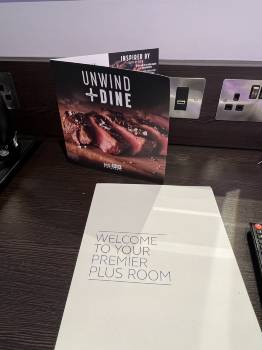 INSPIRED BY
UNWIND
+DINE
WELCOME
TO YOUR
PREMIER
PLUS ROOM